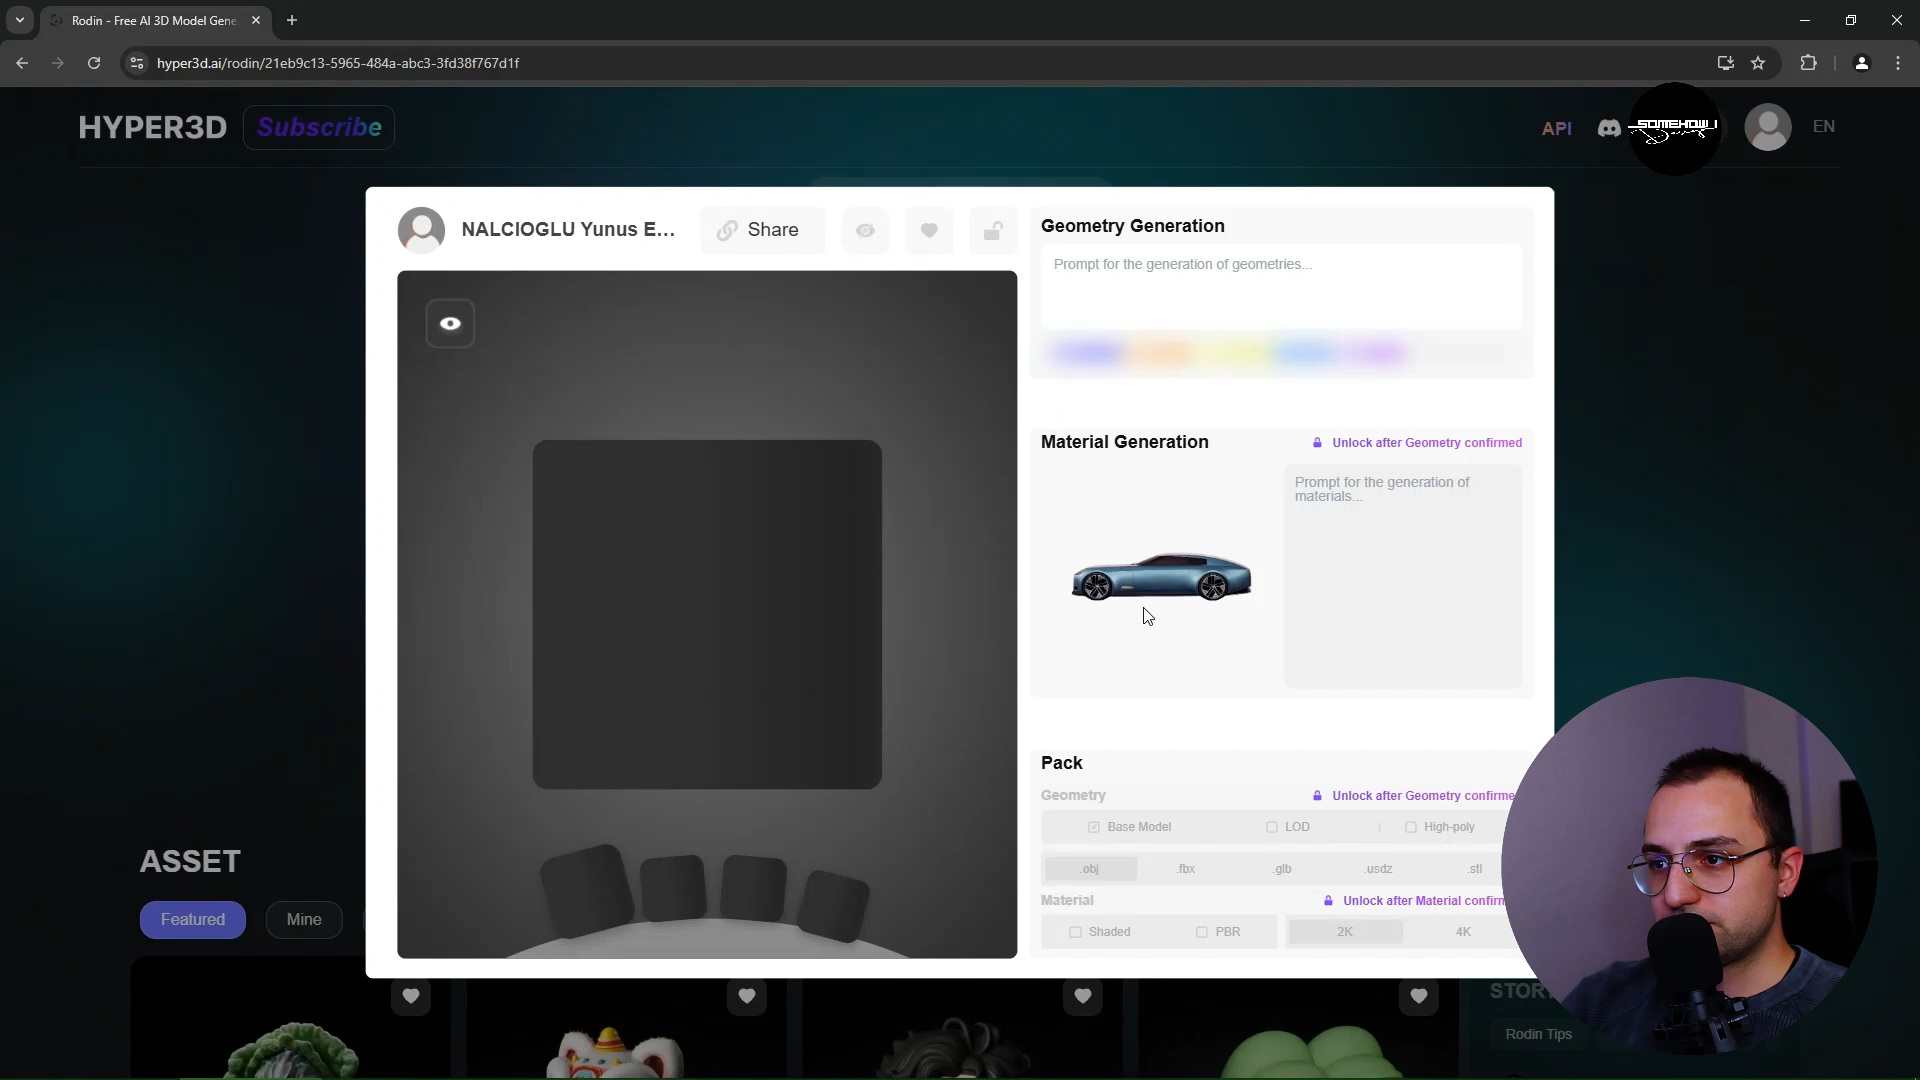 Rodin - Free AI 3D Model Gene
hyper3d.ai/rodin/21eb9c13-5965-484a-abc3-3fd38f767d1f
HYPER3D
Subscribe
API
SOMEHOW I
EN
NALCIOGLU Yunus E...
Share
Geometry Generation
Prompt for the generation of geometries...
Material Generation
Unlock after Geometry confirmed
Prompt for the generation of
materials...
Pack
Geometry
Unlock after Geometry confirme
Base Model
LOD
High-poly
.obj
.fbx
.glb
.usdz
.stl
Material
Unlock after Material confirm
Shaded
PBR
2K
4K
ASSET
Featured
Mine
STORY
Rodin Tips